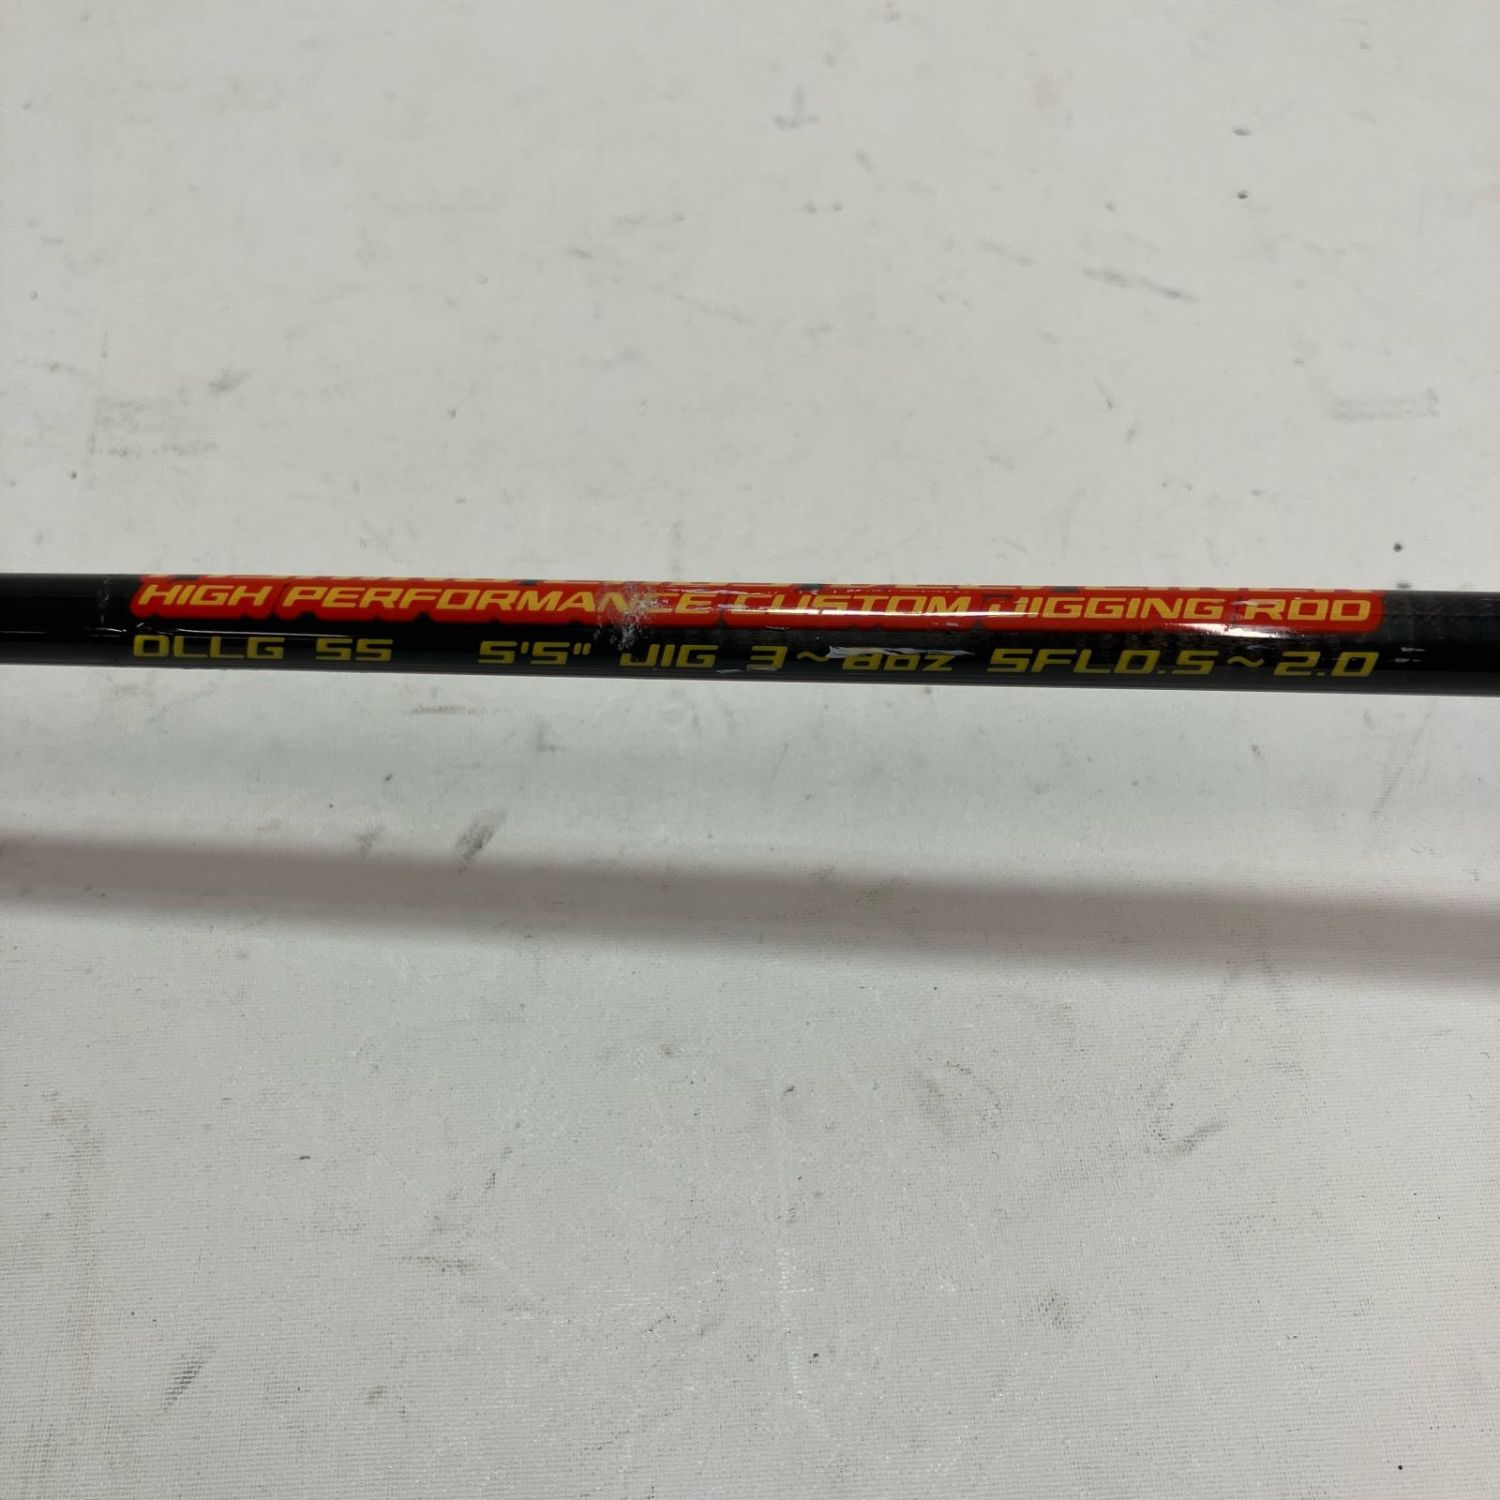 HIGH PERFORMANCE CUSTOM JIGGING ROD
OLLG 55 5'5" JIG 3~8oz SFL0.5~2.0